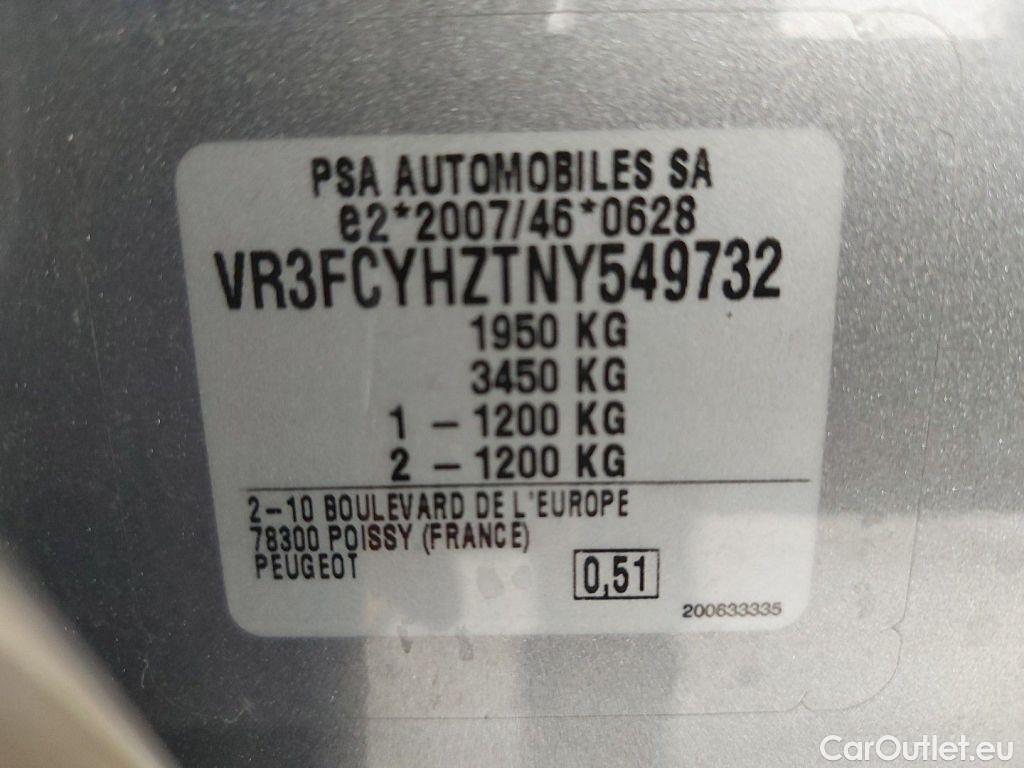 PSA AUTOMOBILES SA
e2*2007/46*0628
VR3FCYHZTNY549732
1950 KG
3450 KG
1 - 1200 KG
2 - 1200 KG
2-10 BOULEVARD DE L'EUROPE
78300 POISSY (FRANCE)
PEUGEOT
0,51
200633335
CarOutlet.eu